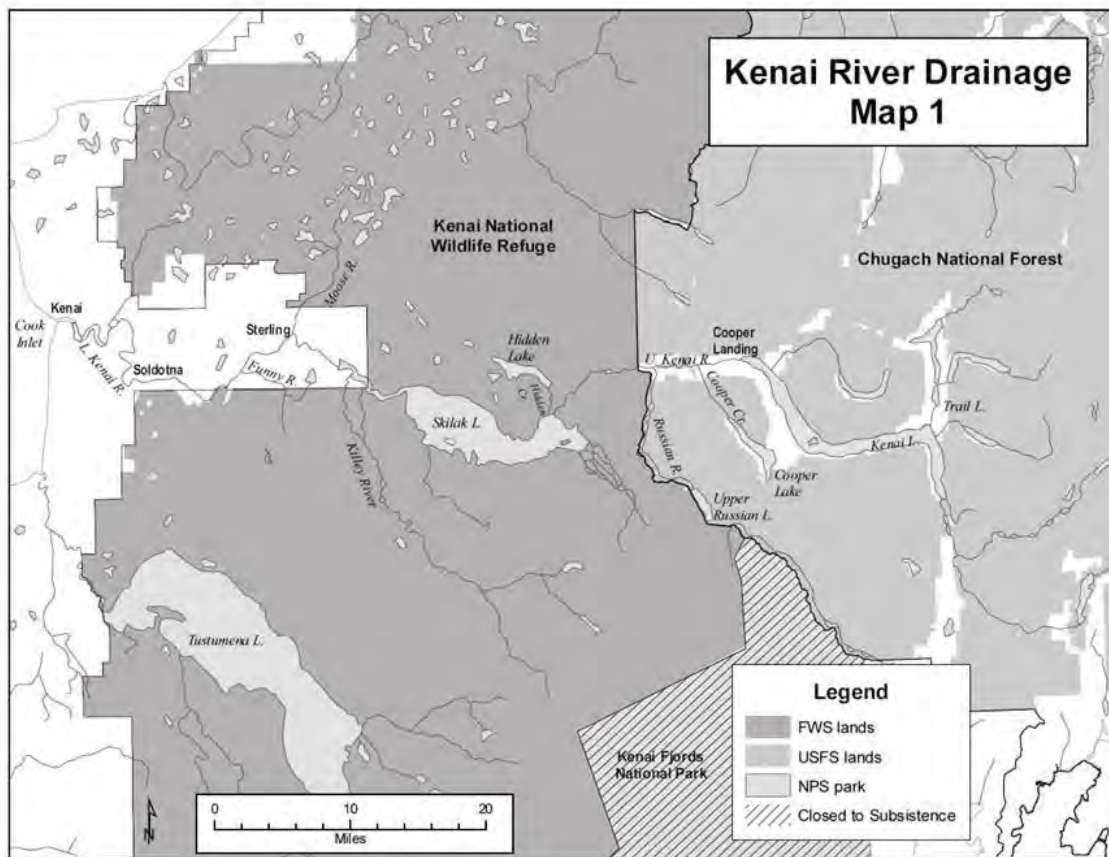 Kenai River Drainage
Map 1
Kenai National
Wildlife Refuge
Chugach National Forest
Moose R.
Kenai
Cook
Inlet
L. Kenai R.
Sterling
Soldotna
Funny R.
Hidden
Lake
Hidden
Cr.
Skilak L.
Killey River
Cooper
Landing
U. Kenai R.
Cooper Cr.
Russian R.
Trail L.
Kenai L.
Cooper
Lake
Upper
Russian L.
Tustumena L.
Kenai Fjords
National Park
Legend
FWS lands
USFS lands
NPS park
Closed to Subsistence
N
0 10 20
Miles